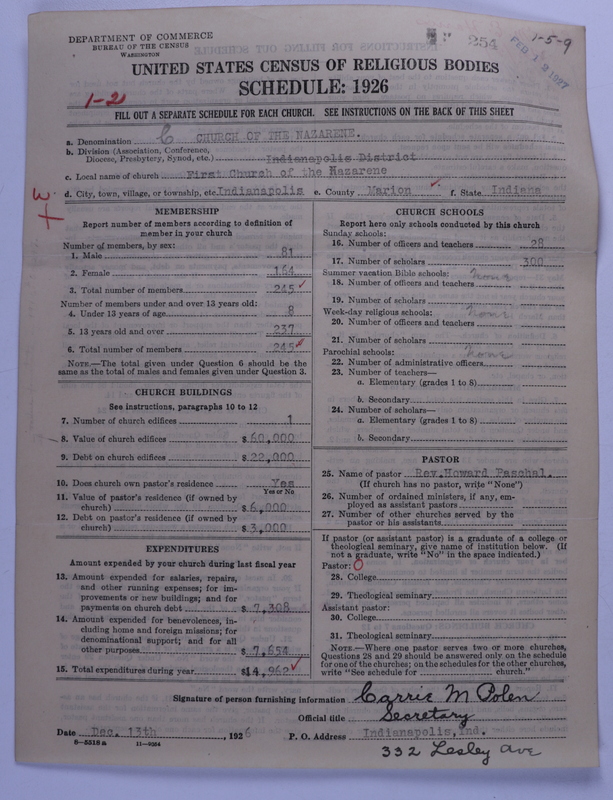 DEPARTMENT OF COMMERCE
BUREAU OF THE CENSUS
WASHINGTON
254
FEB 1 2 1927
1-5-9
UNITED STATES CENSUS OF RELIGIOUS BODIES
SCHEDULE: 1926
1-2
FILL OUT A SEPARATE SCHEDULE FOR EACH CHURCH. SEE INSTRUCTIONS ON THE BACK OF THIS SHEET
a. Denomination C CHURCH OF THE NAZARENE.
b. Division (Association, Conference,
Diocese, Presbytery, Synod, etc.) Indianapolis District
c. Local name of church First Church of the Nazarene
d. City, town, village, or township, etc. Indianapolis e. County Marion f. State Indiana
MEMBERSHIP
Report number of members according to definition of
member in your church
Number of members, by sex:
1. Male 81
2. Female 164
3. Total number of members 245
Number of members under and over 13 years old:
4. Under 13 years of age 8
5. 13 years old and over 237
6. Total number of members 245
NOTE.—The total given under Question 6 should be the
same as the total of males and females given under Question 3.
CHURCH BUILDINGS
See instructions, paragraphs 10 to 12
7. Number of church edifices 1
8. Value of church edifices $ 60,000
9. Debt on church edifices $ 22,000
10. Does church own pastor's residence Yes
Yes or No
11. Value of pastor's residence (if owned by
church) $ 6,000
12. Debt on pastor's residence (if owned by
church) $ 3,000
EXPENDITURES
Amount expended by your church during last fiscal year
13. Amount expended for salaries, repairs,
and other running expenses; for im-
provements or new buildings; and for
payments on church debt $ 7,308
14. Amount expended for benevolences, in-
cluding home and foreign missions; for
denominational support; and for all
other purposes $ 7,654
15. Total expenditures during year $14,962
CHURCH SCHOOLS
Report here only schools conducted by this church
Sunday schools:
16. Number of officers and teachers 28
17. Number of scholars 300
Summer vacation Bible schools: none
18. Number of officers and teachers
19. Number of scholars
Week-day religious schools: none
20. Number of officers and teachers
21. Number of scholars
Parochial schools: none
22. Number of administrative officers
23. Number of teachers—
a. Elementary (grades 1 to 8)
b. Secondary
24. Number of scholars—
a. Elementary (grades 1 to 8)
b. Secondary
PASTOR
25. Name of pastor Rev. Howard Paschal.
(If church has no pastor, write "None")
26. Number of ordained ministers, if any, em-
ployed as assistant pastors
27. Number of other churches served by the
pastor or his assistants
If pastor (or assistant pastor) is a graduate of a college or
theological seminary, give name of institution below. (If
not a graduate, write "No" in the space indicated.)
Pastor: O
28. College
29. Theological seminary
Assistant pastor:
30. College
31. Theological seminary
NOTE.—Where one pastor serves two or more churches,
Questions 28 and 29 should be answered only on the schedule
for one of the churches; on the schedules for the other churches,
write "See schedule for church."
Signature of person furnishing information Carrie M Polen
Official title Secretary
Date Dec. 13th, 1926 P. O. Address Indianapolis, Ind.
8-5518a 11-9354
332 Lesley Ave